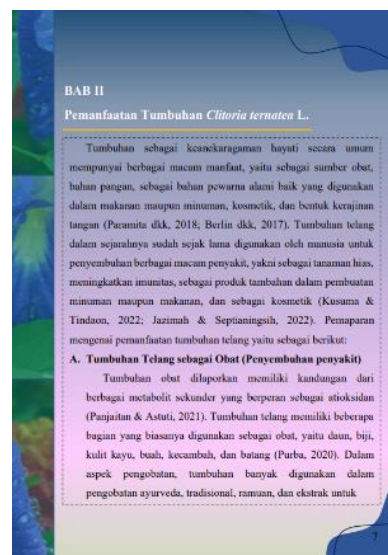 BAB II
Pemanfaatan Tumbuhan Clitoria ternatea L.
Tumbuhan sebagai keanekaragaman hayati secara umum
mempunyai berbagai macam manfaat, yaitu sebagai sumber obat,
bahan pangan, sebagai bahan pewarna alami baik yang digunakan
dalam makanan maupun minuman, kosmetik, dan bentuk kerajinan
tangan (Paramita dkk, 2018; Berlin dkk, 2017). Tumbuhan telang
dalam sejarahnya sudah sejak lama digunakan oleh manusia untuk
penyembuhan berbagai macam penyakit, yakni sebagai tanaman hias,
meningkatkan imunitas, sebagai produk tambahan dalam pembuatan
minuman maupun makanan, dan sebagai kosmetik (Kusuma &
Tindaon, 2022; Jazimah & Septianingsih, 2022). Pemaparan
mengenai pemanfaatan tumbuhan telang yaitu sebagai berikut:
A. Tumbuhan Telang sebagai Obat (Penyembuhan penyakit)
Tumbuhan obat dilaporkan memiliki kandungan dari
berbagai metabolit sekunder yang berperan sebagai atioksidan
(Panjaitan & Astuti, 2021). Tumbuhan telang memiliki beberapa
bagian yang biasanya digunakan sebagai obat, yaitu daun, biji,
kulit kayu, buah, kecambah, dan batang (Purba, 2020). Dalam
aspek pengobatan, tumbuhan banyak digunakan dalam
pengobatan ayurveda, tradisional, ramuan, dan ekstrak untuk
7